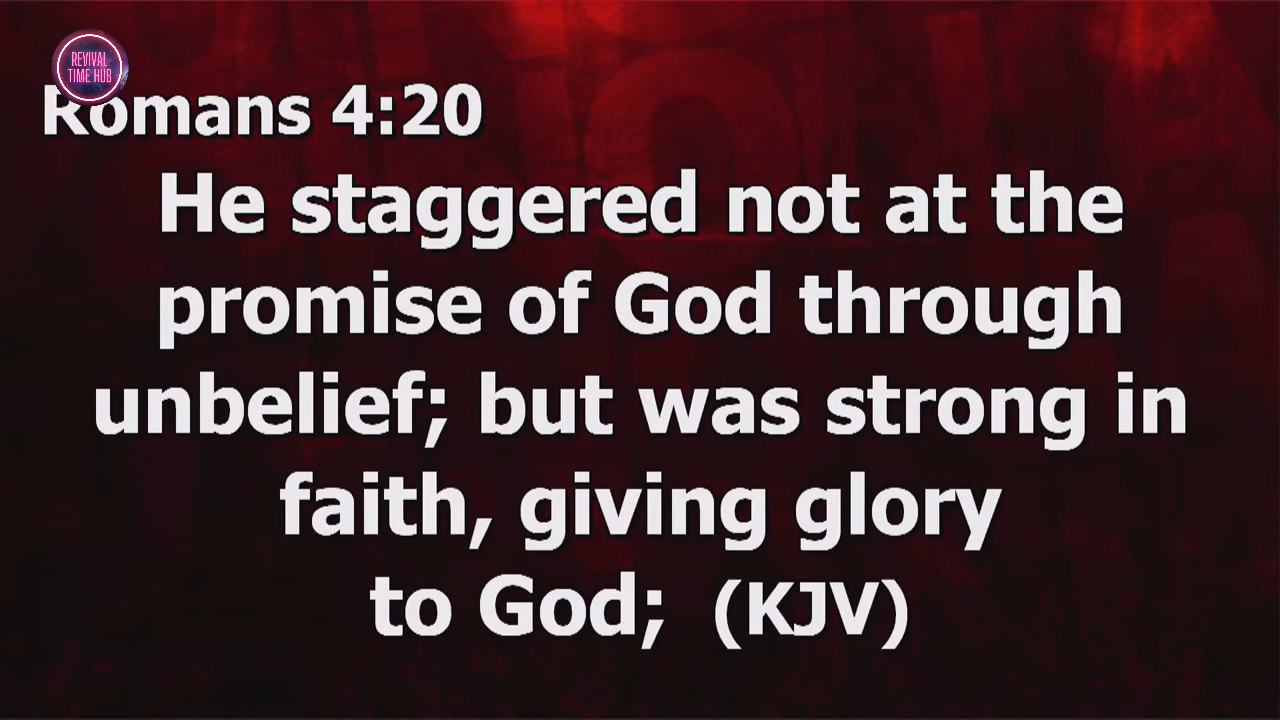 REVIVAL
TIME HUB
Romans 4:20
He staggered not at the
promise of God through
unbelief; but was strong in
faith, giving glory
to God; (KJV)